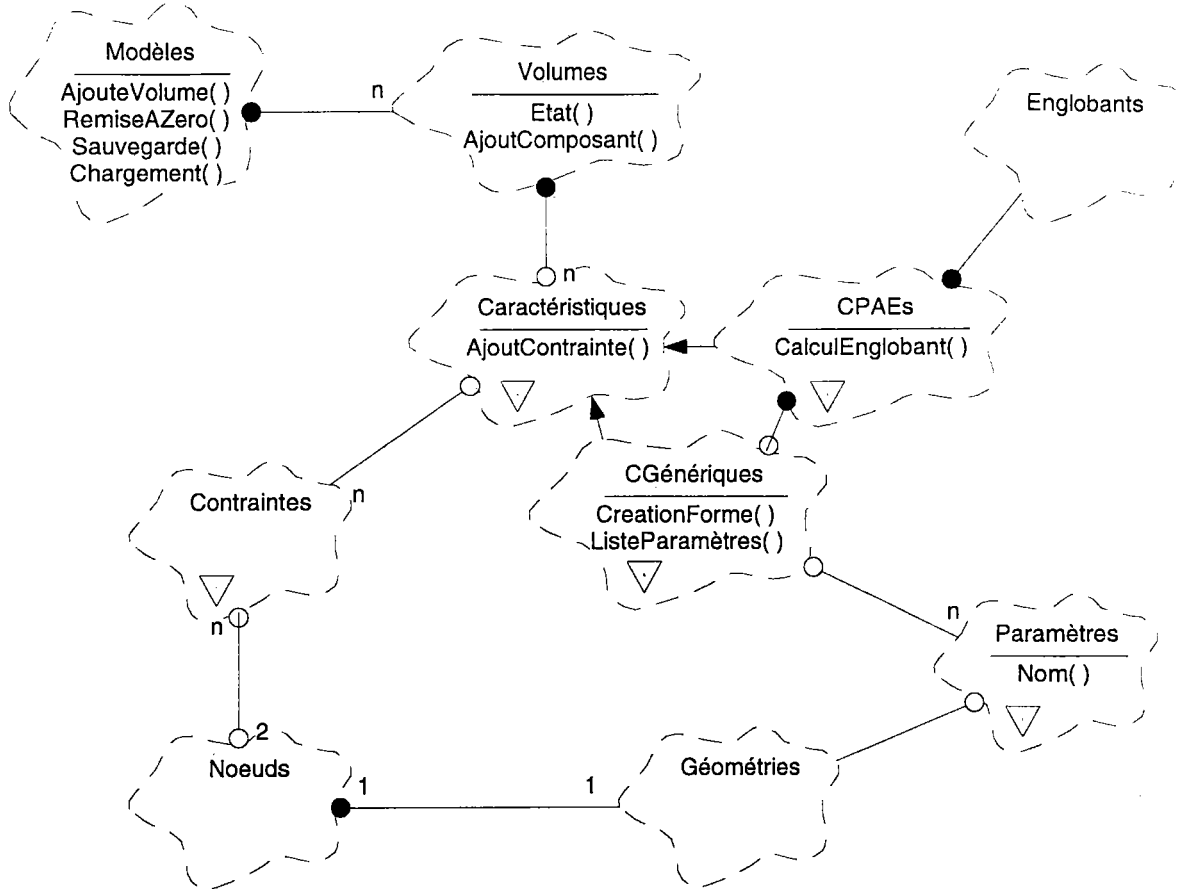 Modèles
AjouteVolume( )
RemiseAZero( )
Sauvegarde( )
Chargement( )
n
Volumes
Etat( )
AjoutComposant( )
Englobants
n
Caractéristiques
AjoutContrainte( )
CPAEs
CalculEnglobant( )
n
Contraintes
CGénériques
CreationForme( )
ListeParamètres( )
n
n
Paramètres
Nom( )
2
Noeuds
1
1
Géométries